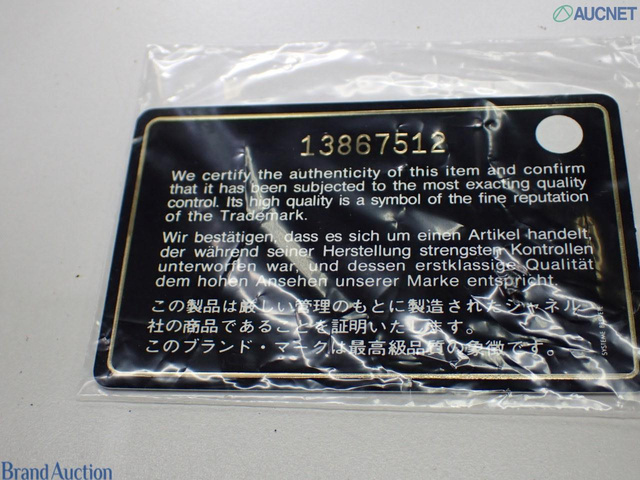 AUCNET
13867512
We certify the authenticity of this item and confirm
that it has been subjected to the most exacting quality
control. Its high quality is a symbol of the fine reputation
of the Trademark.
Wir bestätigen, dass es sich um einen Artikel handelt,
der während seiner Herstellung strengsten Kontrollen
unterworfen war, und dessen erstklassige Qualität
dem hohen Ansehen unserer Marke entspricht.
この製品は厳しい管理のもとに製造されたシャネル
社の商品であることを証明いたします。
このブランド・マークは最高級品質の象徴です。
SYSTEME
Brand Auction